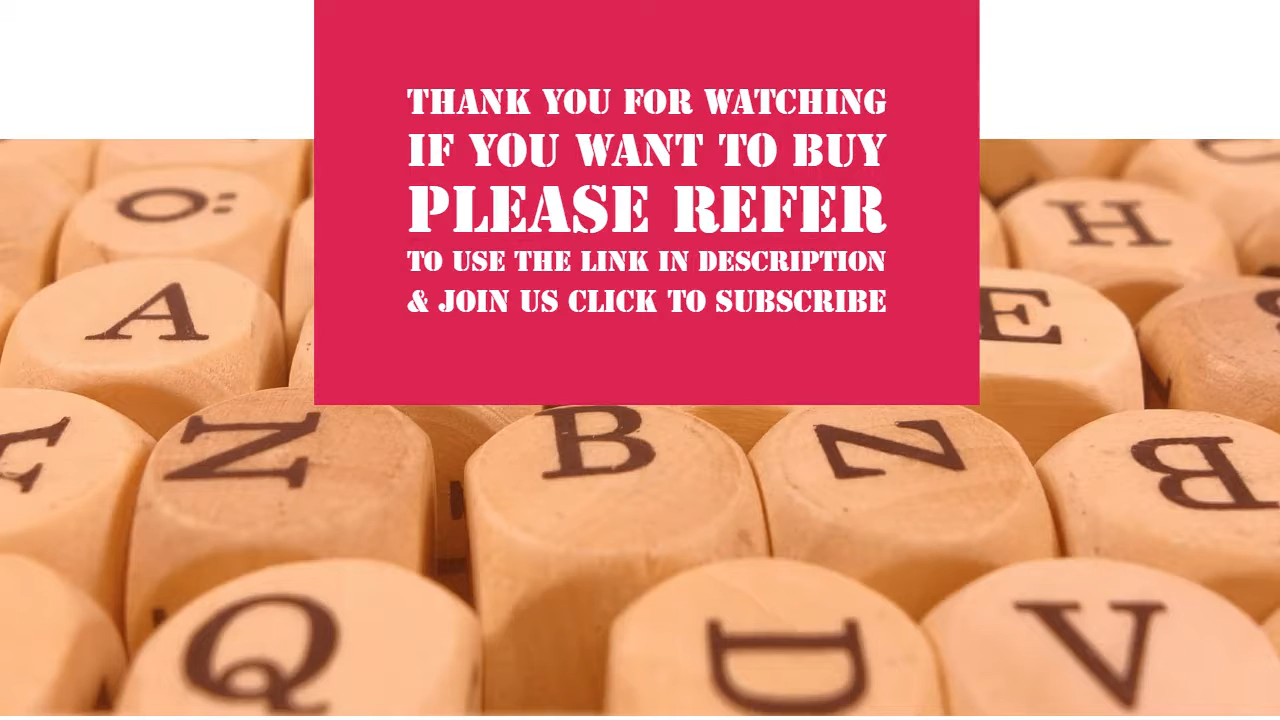 THANK YOU FOR WATCHING
IF YOU WANT TO BUY
PLEASE REFER
TO USE THE LINK IN DESCRIPTION
& JOIN US CLICK TO SUBSCRIBE
O:
H
A
E
Z
B
N
B
Q
D
V